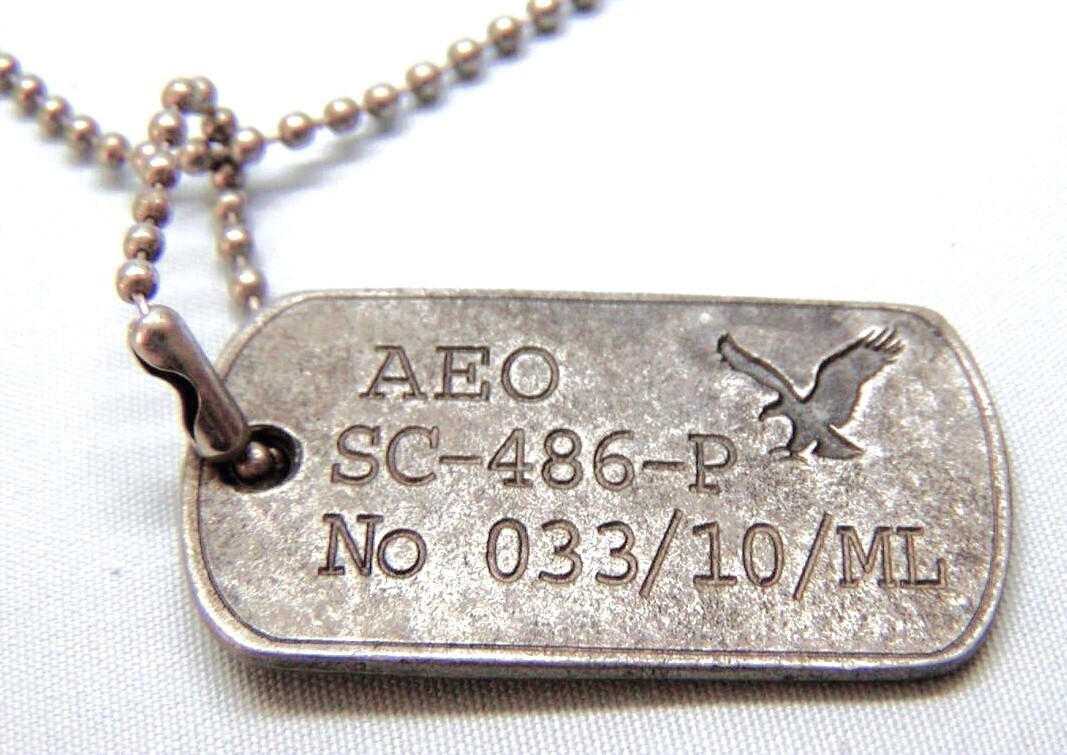 AEO
SC-486-P
No 033/10/ML